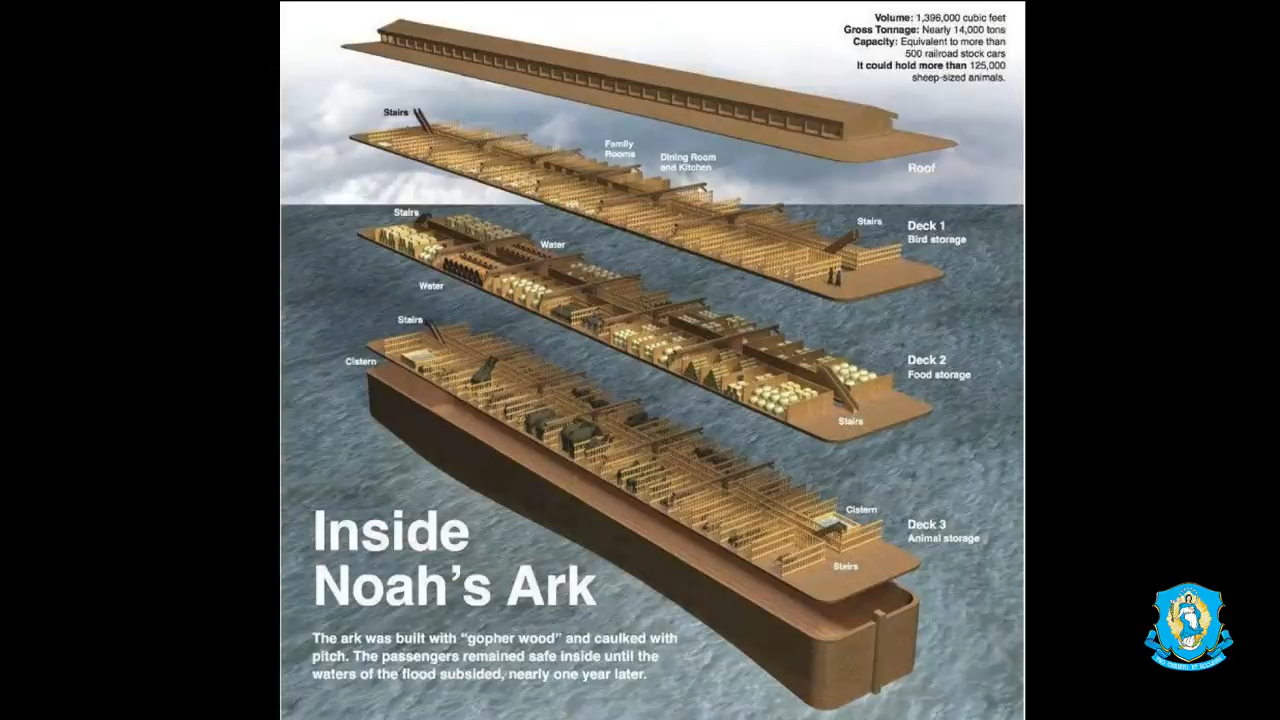 Volume: 1,396,000 cubic feet
Gross Tonnage: Nearly 14,000 tons
Capacity: Equivalent to more than
500 railroad stock cars
It could hold more than 125,000
sheep-sized animals.
Stairs
Family
Rooms
Dining Room
and Kitchen
Roof
Stairs
Stairs
Deck 1
Bird storage
Water
Water
Stairs
Cistern
Deck 2
Food storage
Stairs
Cistern
Deck 3
Animal storage
Stairs
Inside
Noah's Ark
The ark was built with “gopher wood” and caulked with
pitch. The passengers remained safe inside until the
waters of the flood subsided, nearly one year later.